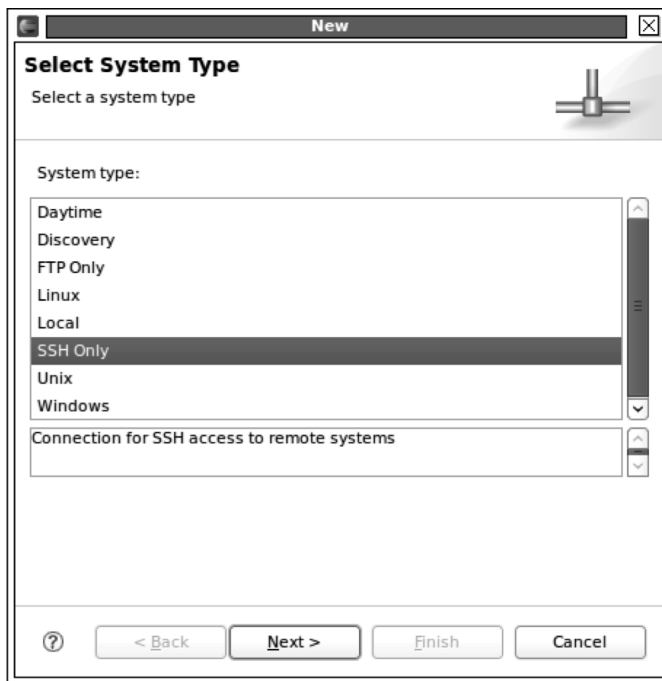 New
Select System Type
Select a system type
System type:
Daytime
Discovery
FTP Only
Linux
Local
SSH Only
Unix
Windows
Connection for SSH access to remote systems
? < Back Next > Finish Cancel